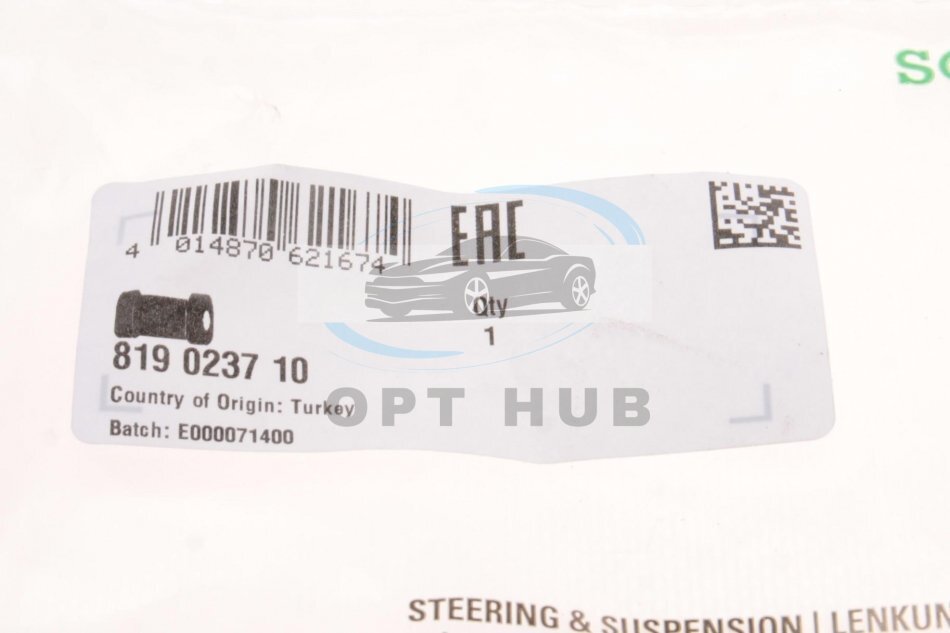 SC
4 014870 621674
EAC
Qty
1
819 0237 10
Country of Origin: Turkey
Batch: E000071400
OPT HUB
STEERING & SUSPENSION | LENKUN